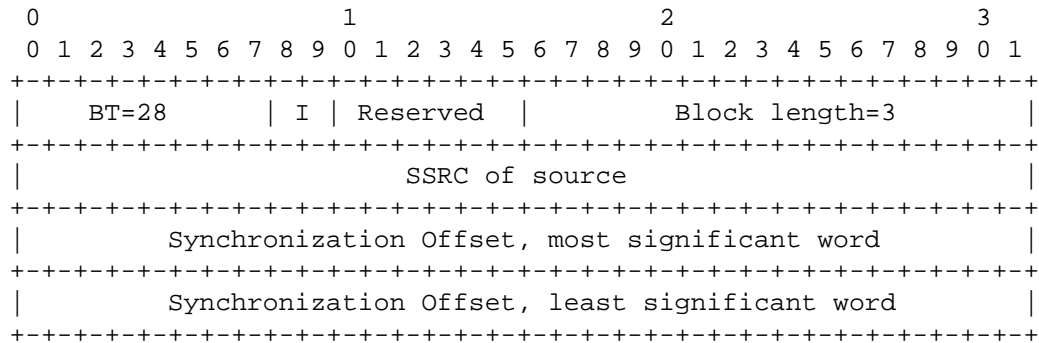 0                   1                   2                   3
 0 1 2 3 4 5 6 7 8 9 0 1 2 3 4 5 6 7 8 9 0 1 2 3 4 5 6 7 8 9 0 1
+-+-+-+-+-+-+-+-+-+-+-+-+-+-+-+-+-+-+-+-+-+-+-+-+-+-+-+-+-+-+-+-+
|    BT=28      | I | Reserved  |         Block length=3        |
+-+-+-+-+-+-+-+-+-+-+-+-+-+-+-+-+-+-+-+-+-+-+-+-+-+-+-+-+-+-+-+-+
|                        SSRC of source                         |
+-+-+-+-+-+-+-+-+-+-+-+-+-+-+-+-+-+-+-+-+-+-+-+-+-+-+-+-+-+-+-+-+
|         Synchronization Offset, most significant word         |
+-+-+-+-+-+-+-+-+-+-+-+-+-+-+-+-+-+-+-+-+-+-+-+-+-+-+-+-+-+-+-+-+
|         Synchronization Offset, least significant word        |
+-+-+-+-+-+-+-+-+-+-+-+-+-+-+-+-+-+-+-+-+-+-+-+-+-+-+-+-+-+-+-+-+